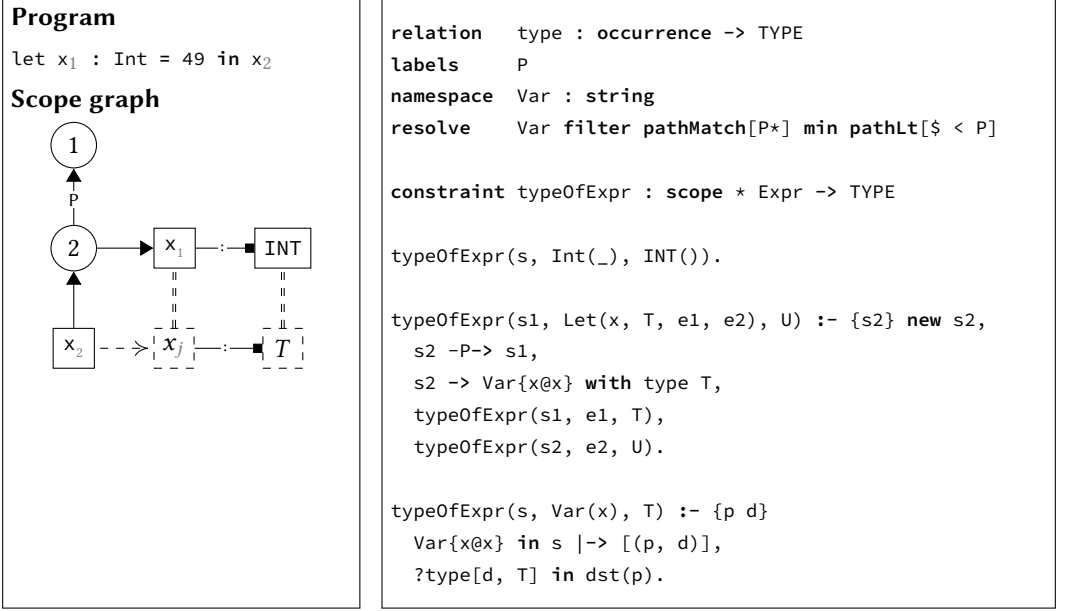 Program
let x₁ : Int = 49 in x₂
Scope graph
1
P
2 x₁ : INT
x₂ xⱼ : T
relation type : occurrence -> TYPE
labels P
namespace Var : string
resolve Var filter pathMatch[P*] min pathLt[$ < P]
constraint typeOfExpr : scope * Expr -> TYPE
typeOfExpr(s, Int(_), INT()).
typeOfExpr(s1, Let(x, T, e1, e2), U) :- {s2} new s2,
s2 -P-> s1,
s2 -> Var{x@x} with type T,
typeOfExpr(s1, e1, T),
typeOfExpr(s2, e2, U).
typeOfExpr(s, Var(x), T) :- {p d}
Var{x@x} in s |-> [(p, d)],
?type[d, T] in dst(p).